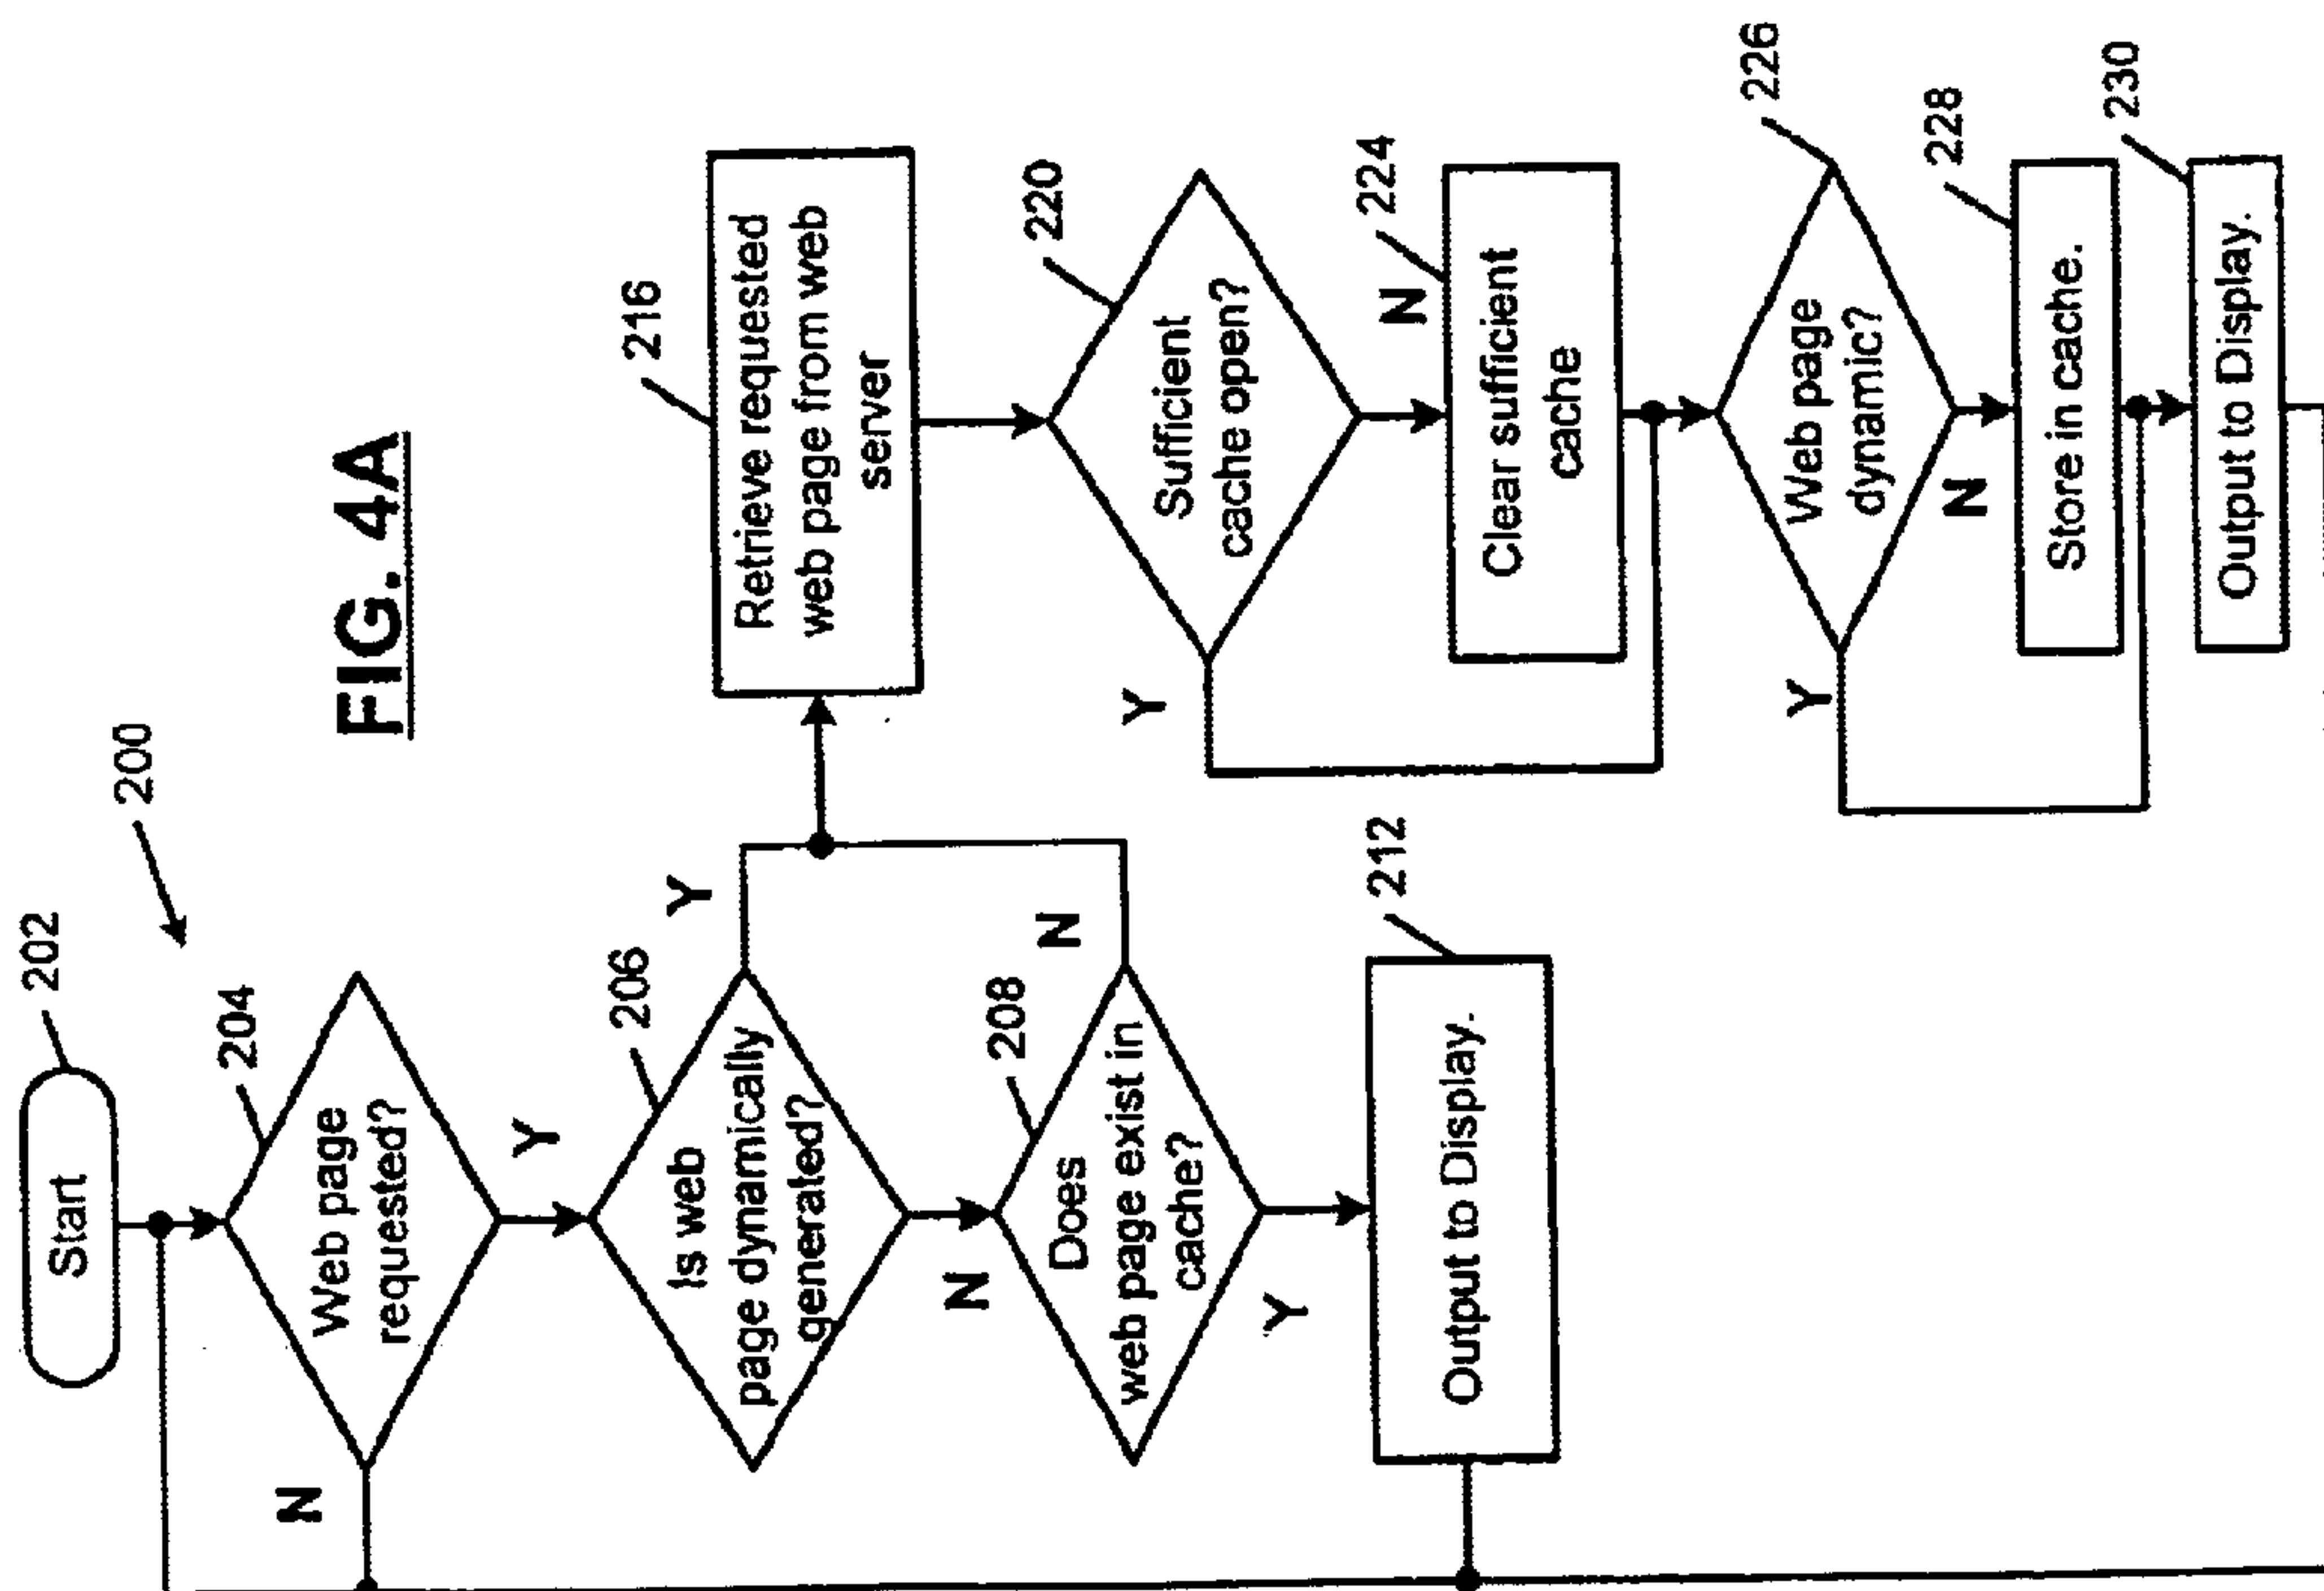 FIG. 4A
200
202
Start
204
Web page
requested?
N
Y
206
Is web
page dynamically
generated?
Y
N
208
Does
web page exist in
cache?
N
Y
212
Output to Display.
216
Retrieve requested
web page from web
server
220
Sufficient
cache open?
Y
N
224
Clear sufficient
cache
226
Web page
dynamic?
Y
N
228
Store in cache.
230
Output to Display.